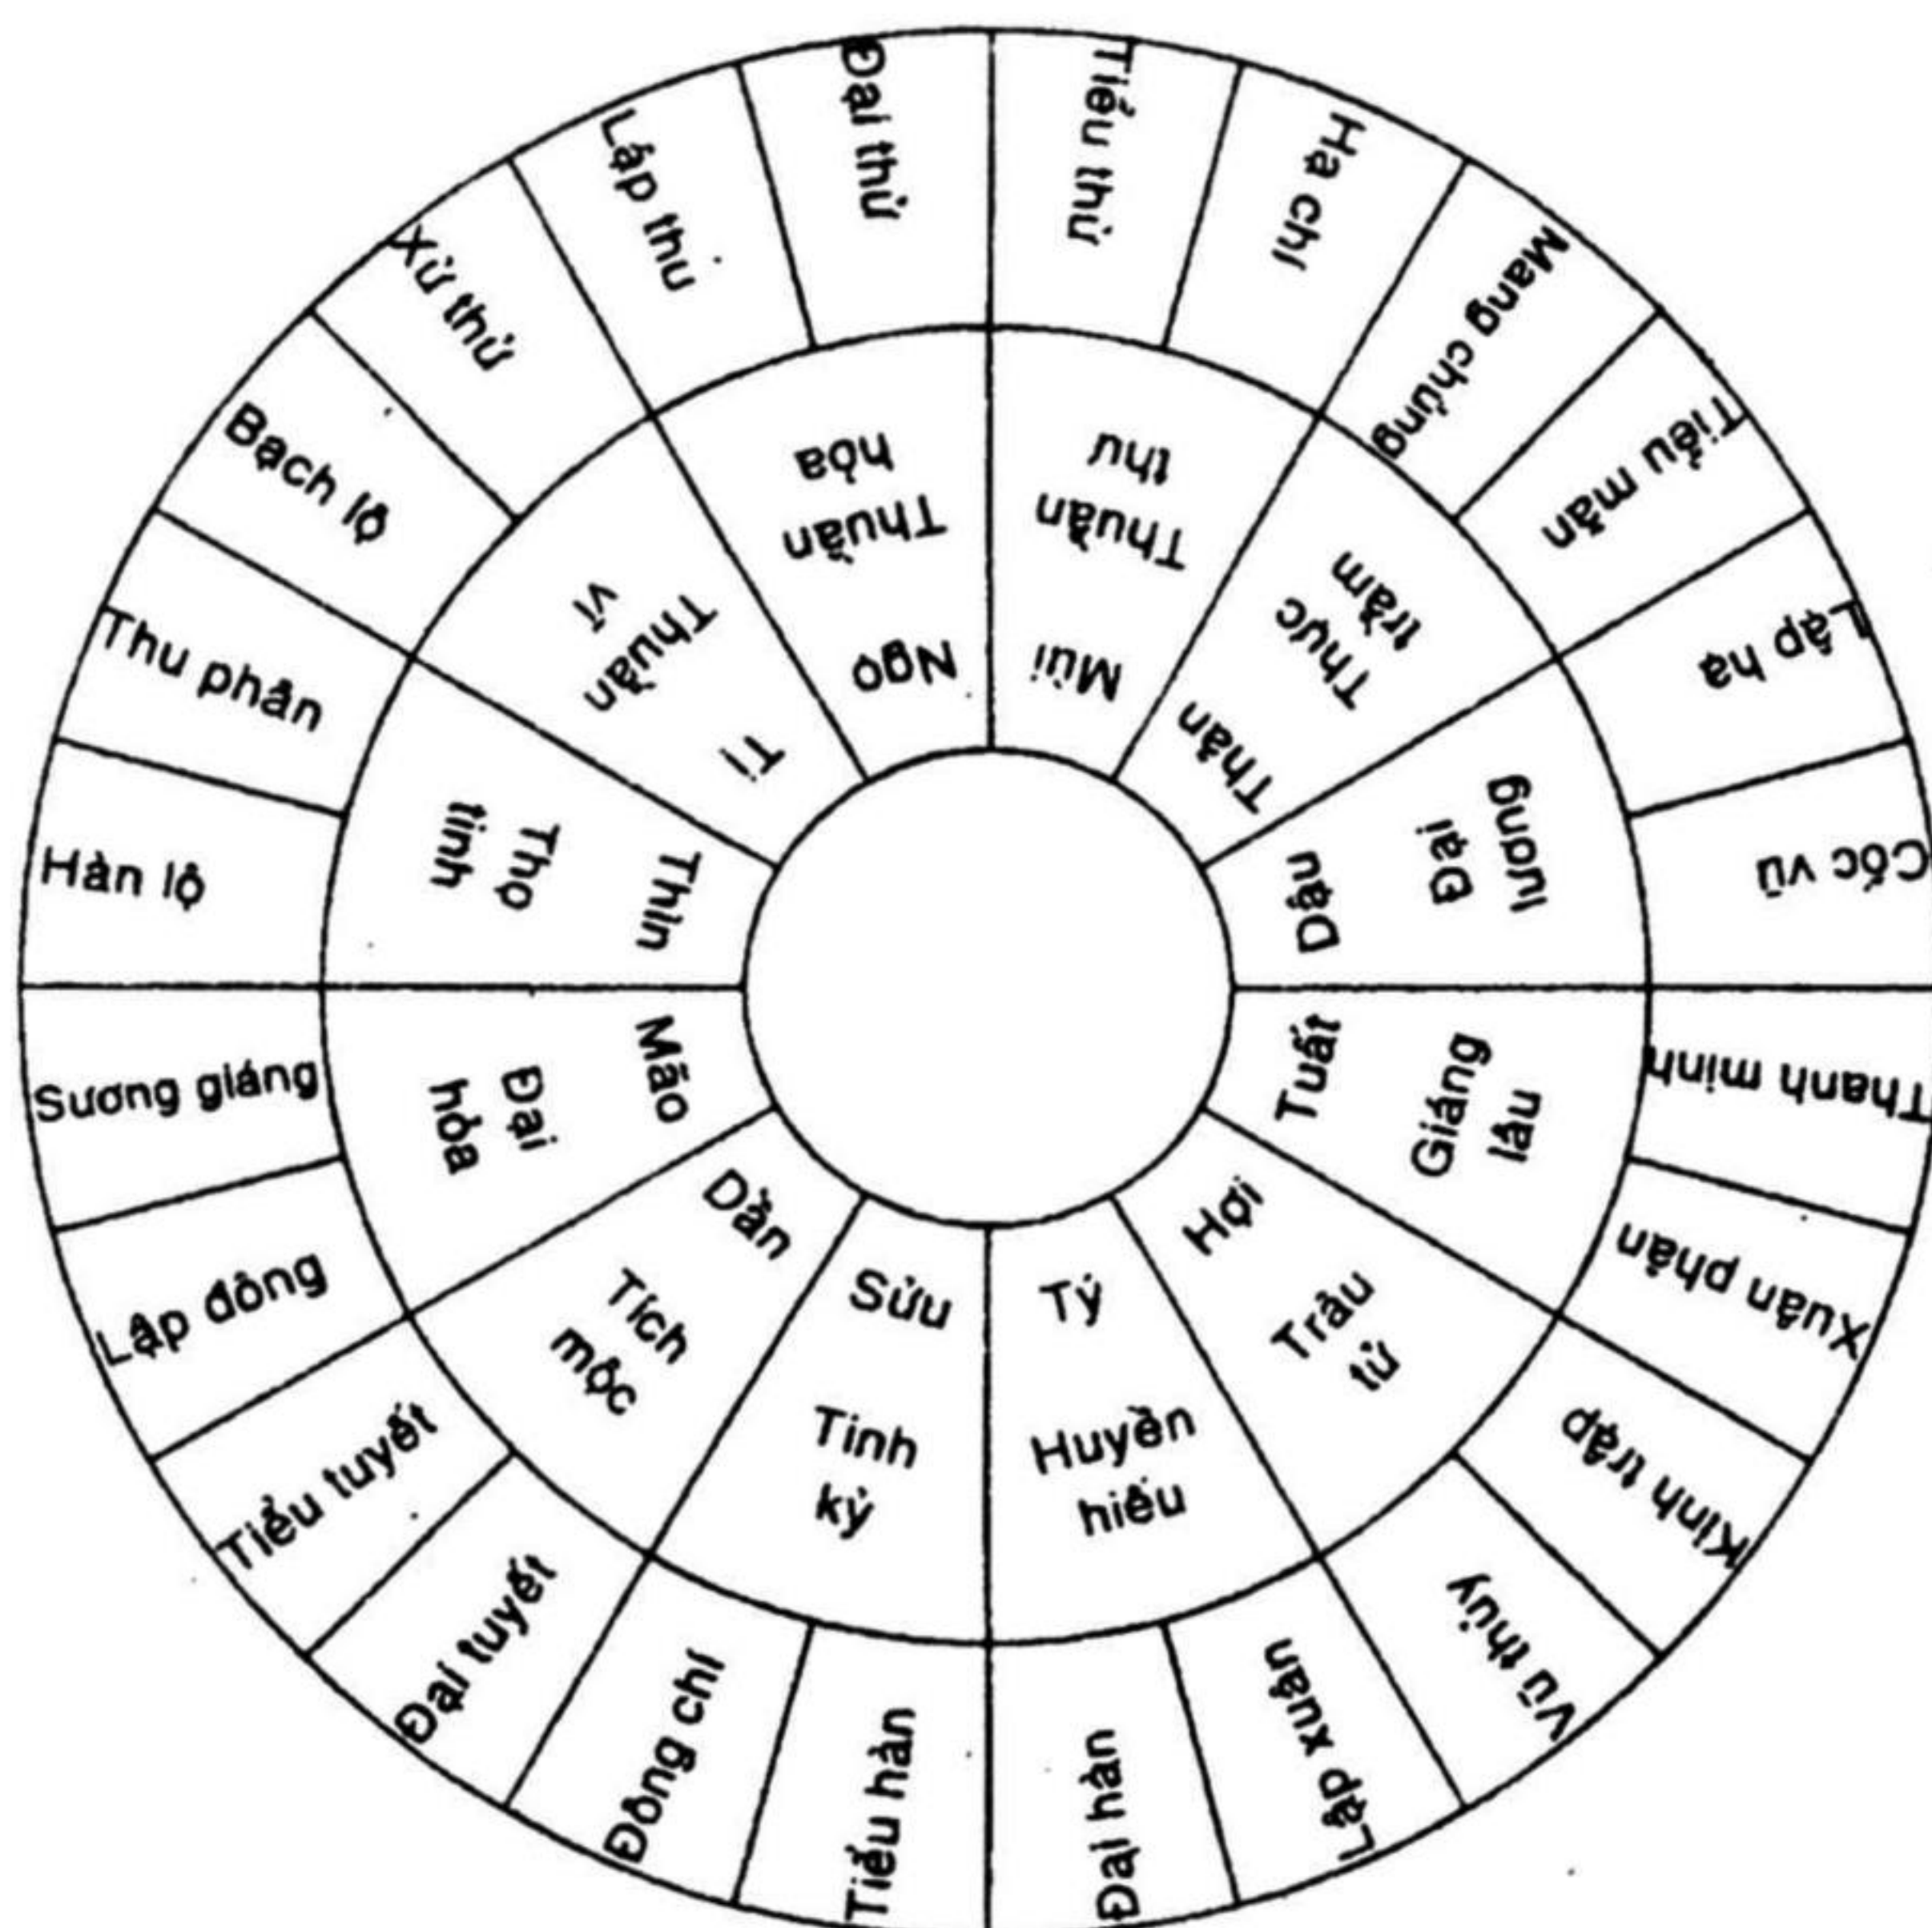 Đại thử
Tiểu thử
Hạ chí
Mang chủng
Tiểu mãn
Lập hạ
Cốc vũ
Thanh minh
Xuân phân
Kinh trập
Vũ thủy
Lập xuân
Đại hàn
Tiểu hàn
Đông chí
Đại tuyết
Tiểu tuyết
Lập đông
Sương giáng
Hàn lộ
Thu phân
Bạch lộ
Xử thử
Lập thu
Ngọ
Thuần
hỏa
Mùi
Thuần
thư
Thân
Thực
trầm
Dậu
Đại
lương
Tuất
Giáng
lâu
Hợi
Trâu
tử
Tý
Huyền
hiêu
Sửu
Tinh
kỷ
Dần
Tích
mộc
Mão
Đại
hỏa
Thìn
Thọ
tinh
Tị
Thuần
vĩ